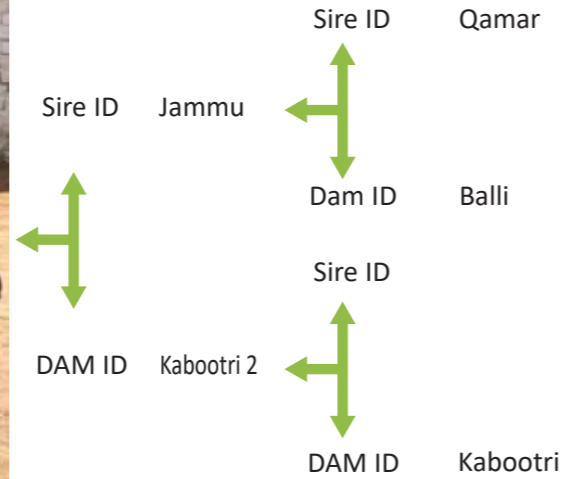 Sire ID Qamar
Sire ID Jammu
Dam ID Balli
Sire ID
DAM ID Kabootri 2
DAM ID Kabootri